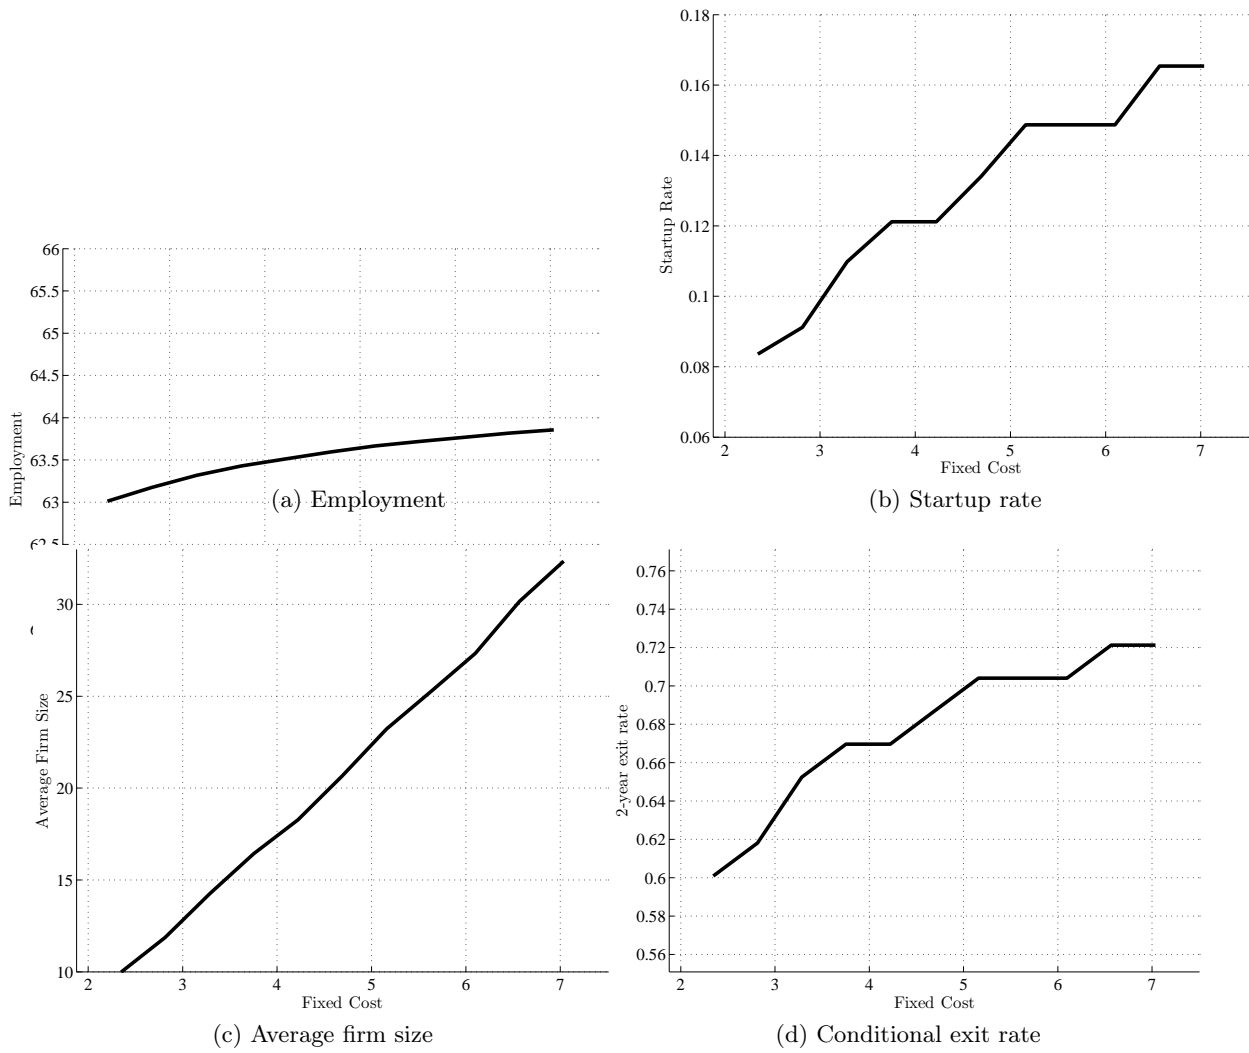 66
65.5
65
64.5
64
63.5
63
62.5
Employment
(a) Employment
0.18
0.16
0.14
0.12
0.1
0.08
0.06
Startup Rate
2 3 4 5 6 7
Fixed Cost
(b) Startup rate
30
25
20
15
10
Average Firm Size
2 3 4 5 6 7
Fixed Cost
(c) Average firm size
0.76
0.74
0.72
0.7
0.68
0.66
0.64
0.62
0.6
0.58
0.56
2-year exit rate
2 3 4 5 6 7
Fixed Cost
(d) Conditional exit rate